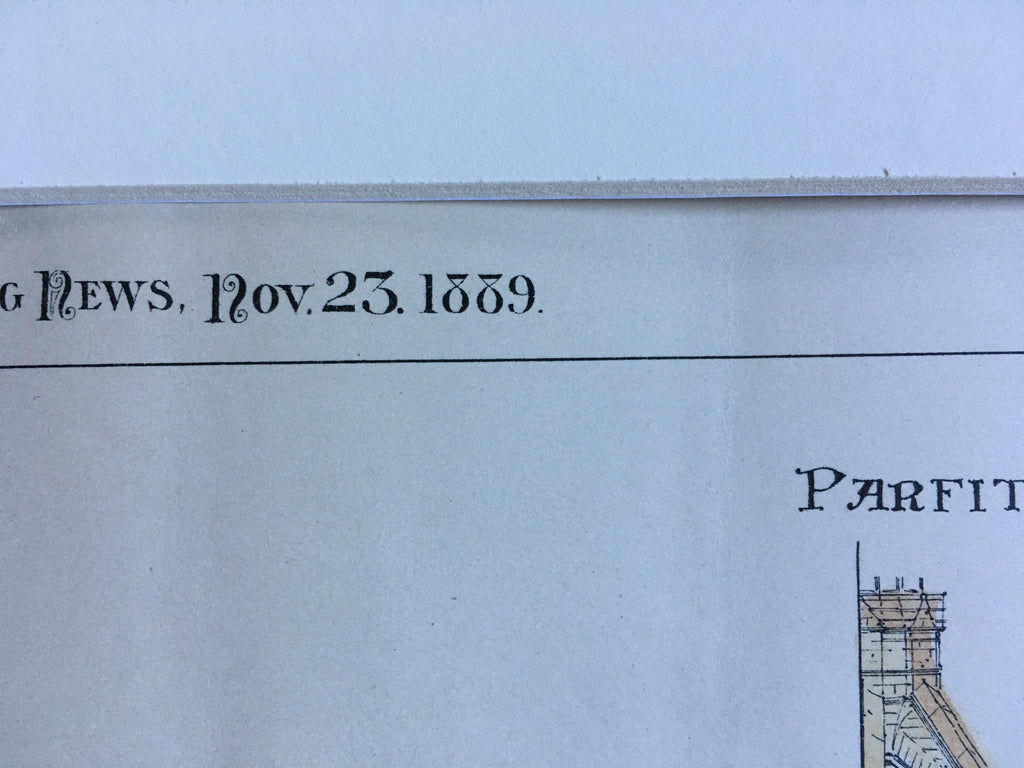 G NEWS, NOV. 23. 1889.
PARFIT